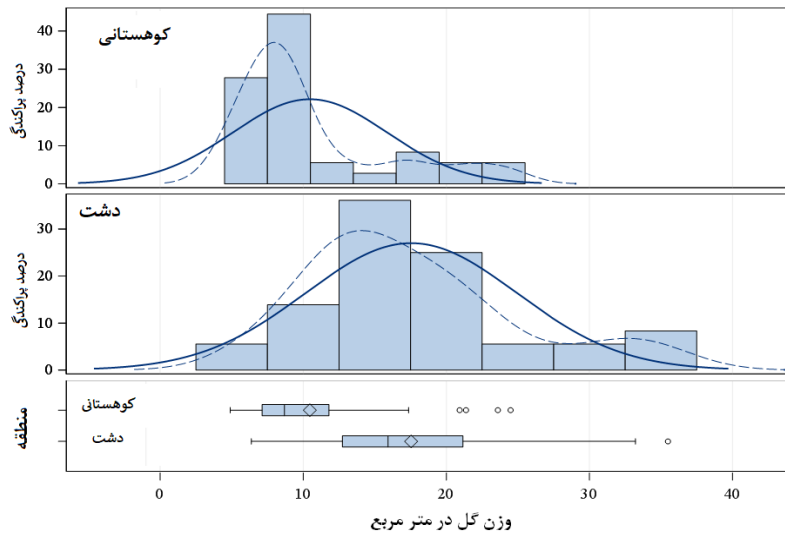 کوهستانی
درصد پراکندگی
40
30
20
10
0
دشت
درصد پراکندگی
30
20
10
0
منطقه
کوهستانی
دشت
0 10 20 30 40
وزن گل در متر مربع